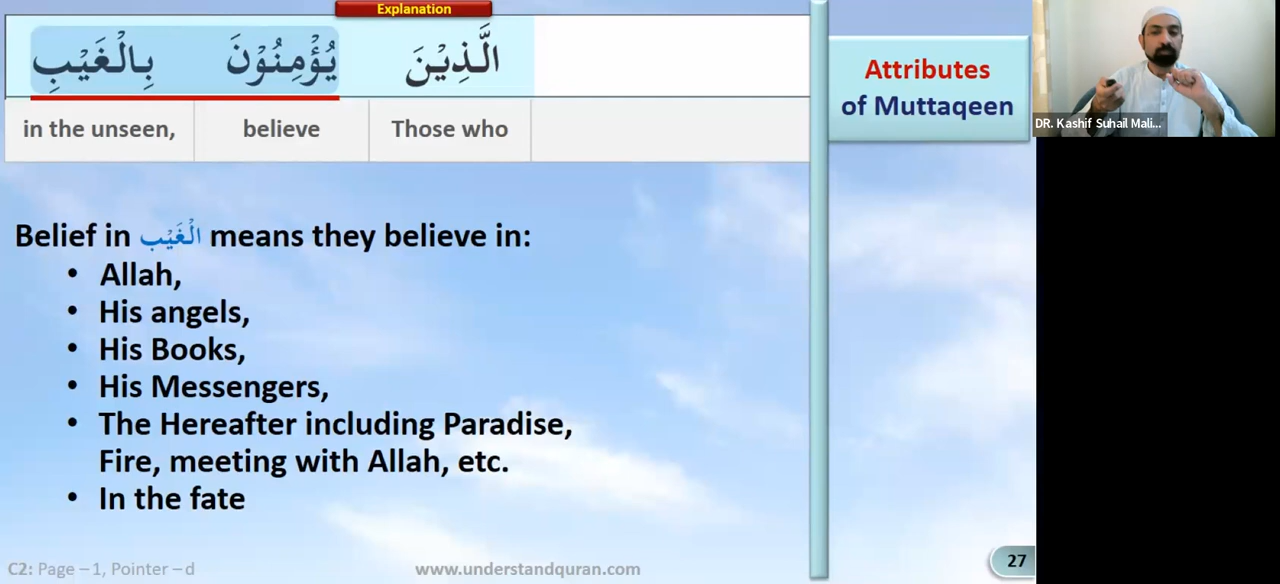 Explanation
الَّذِيْنَ يُؤْمِنُوْنَ بِالْغَيْبِ
in the unseen, believe Those who
Attributes
of Muttaqeen
DR. Kashif Suhail Mali...
Belief in الْغَيْب means they believe in:
• Allah,
• His angels,
• His Books,
• His Messengers,
• The Hereafter including Paradise,
Fire, meeting with Allah, etc.
• In the fate
C2: Page – 1, Pointer – d
www.understandquran.com
27